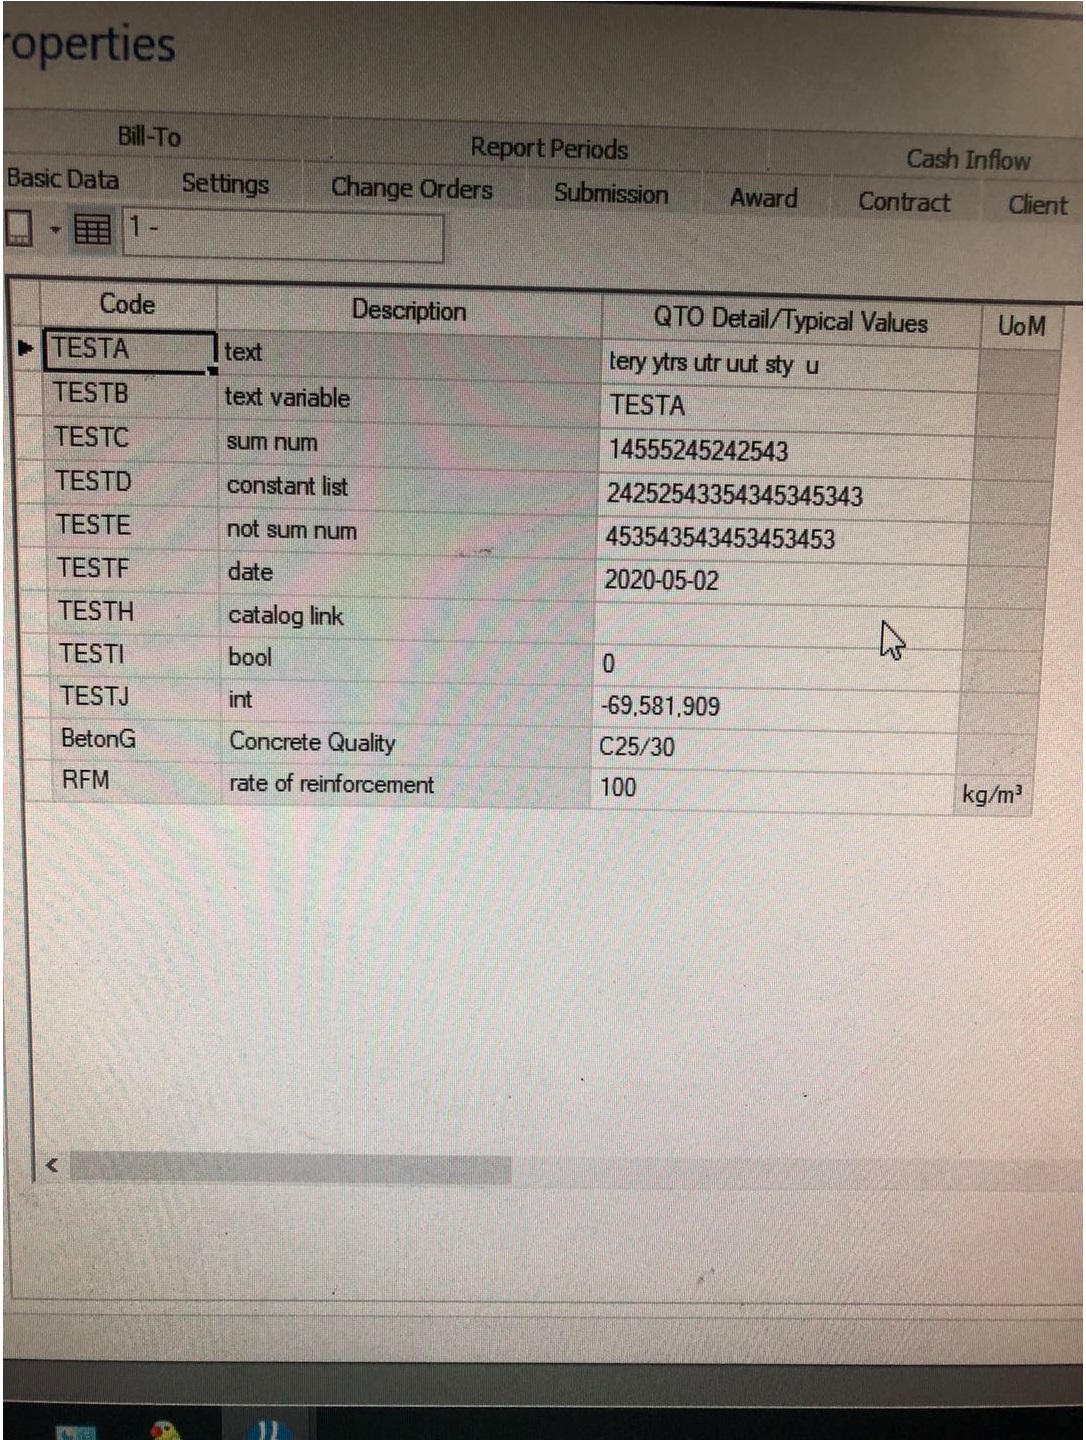 roperties
Bill-To Report Periods Cash Inflow
Basic Data Settings Change Orders Submission Award Contract Client
1 -
Code Description QTO Detail/Typical Values UoM
TESTA text tery ytrs utr uut sty u
TESTB text variable TESTA
TESTC sum num 14555245242543
TESTD constant list 24252543354345345343
TESTE not sum num 453543543453453453
TESTF date 2020-05-02
TESTH catalog link
TESTI bool 0
TESTJ int -69,581,909
BetonG Concrete Quality C25/30
RFM rate of reinforcement 100 kg/m³